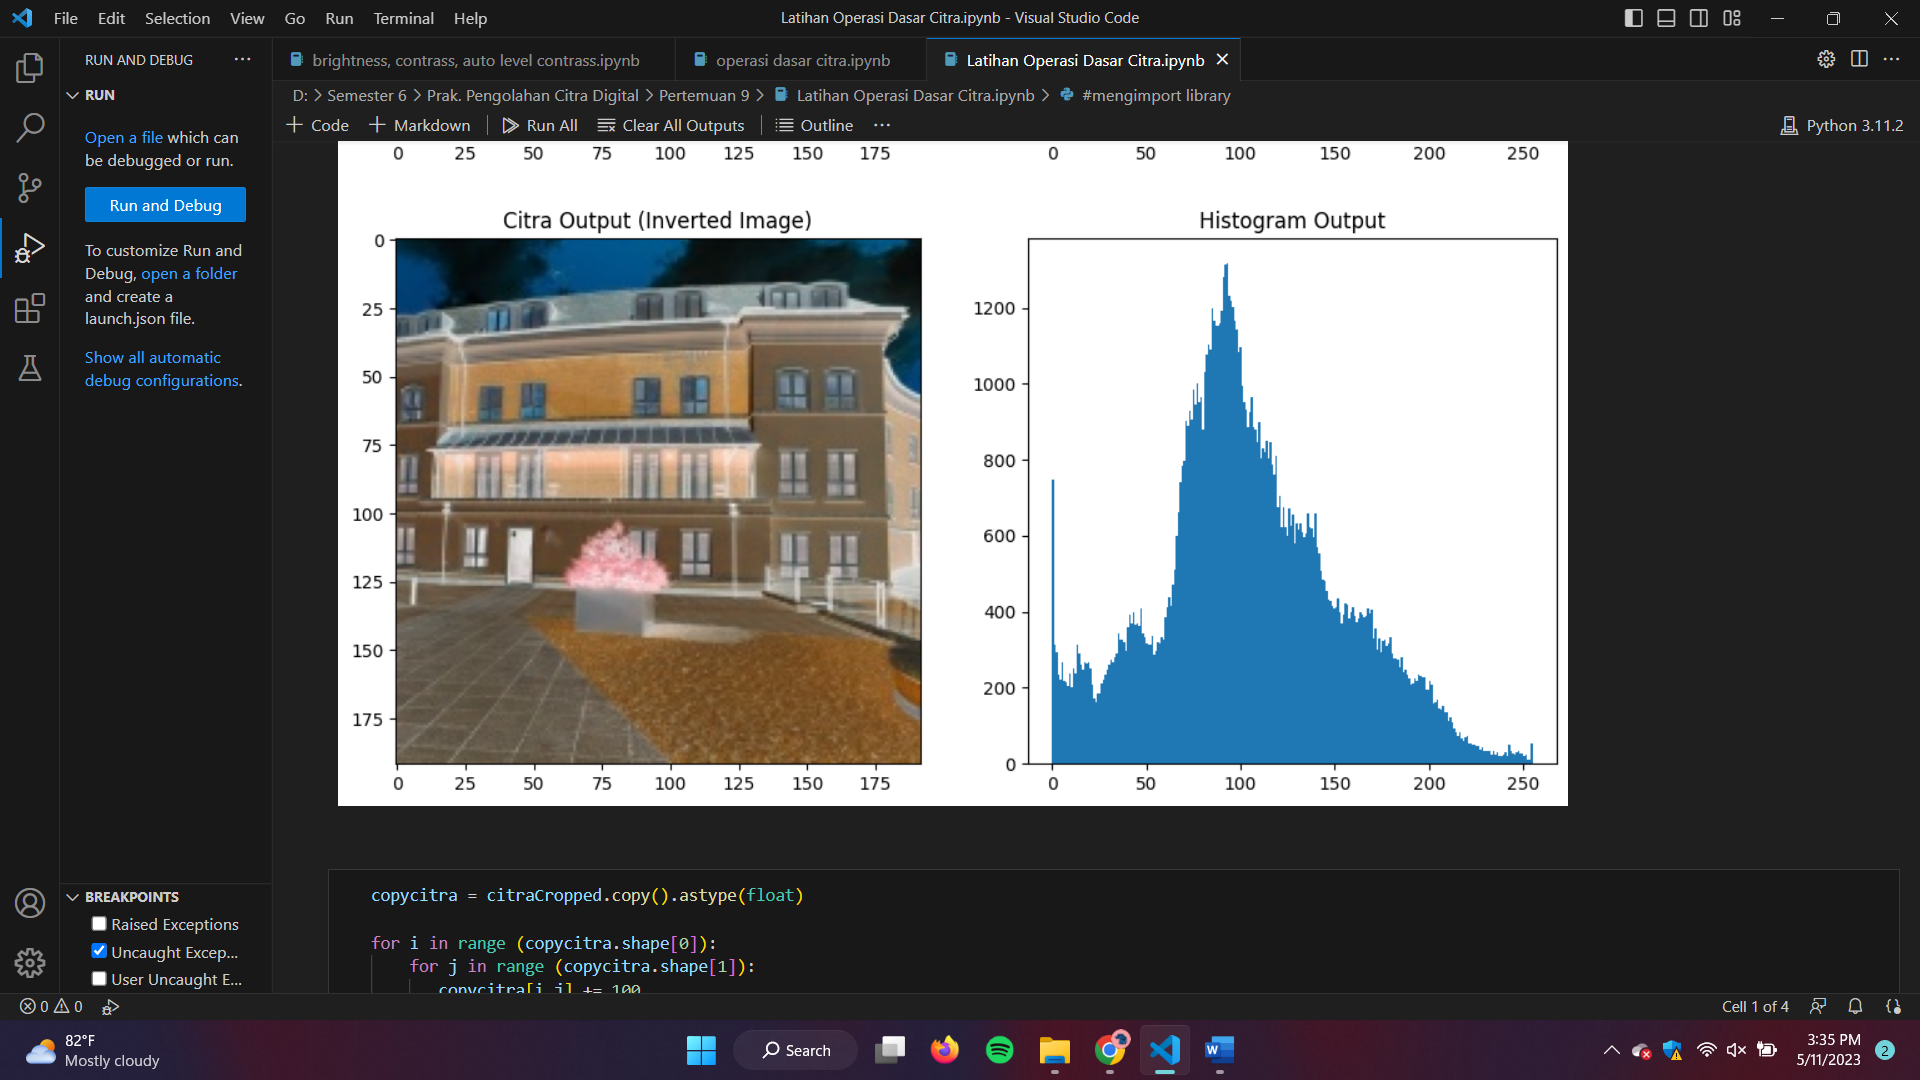 File Edit Selection View Go Run Terminal Help
Latihan Operasi Dasar Citra.ipynb - Visual Studio Code
RUN AND DEBUG
brightness, contrass, auto level contrass.ipynb
operasi dasar citra.ipynb
Latihan Operasi Dasar Citra.ipynb
RUN
D: > Semester 6 > Prak. Pengolahan Citra Digital > Pertemuan 9 > Latihan Operasi Dasar Citra.ipynb > #mengimport library
+ Code + Markdown Run All Clear All Outputs Outline ...
Python 3.11.2
Open a file which can
be debugged or run.
Run and Debug
To customize Run and
Debug, open a folder
and create a
launch.json file.
Show all automatic
debug configurations.
0 25 50 75 100 125 150 175
0 50 100 150 200 250
Citra Output (Inverted Image)
0
25
50
75
100
125
150
175
0 25 50 75 100 125 150 175
Histogram Output
1200
1000
800
600
400
200
0
0 50 100 150 200 250
copycitra = citraCropped.copy().astype(float)
for i in range (copycitra.shape[0]):
for j in range (copycitra.shape[1]):
copycitra[i,j] += 100
BREAKPOINTS
Raised Exceptions
Uncaught Excep...
User Uncaught E...
0 0
Cell 1 of 4
82°F
Mostly cloudy
Search
3:35 PM
5/11/2023
2